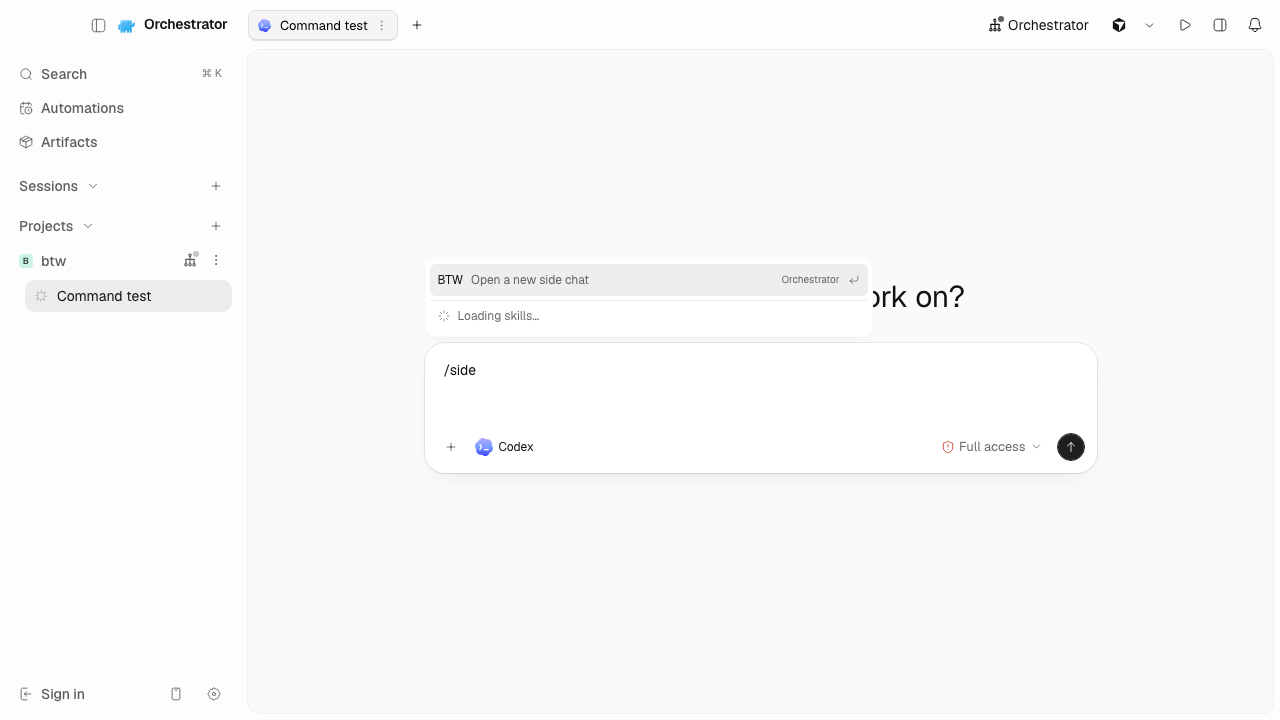 Orchestrator
Command test
Orchestrator
Search
⌘ K
Automations
Artifacts
Sessions
Projects
B btw
Command test
BTW Open a new side chat Orchestrator
ork on?
Loading skills…
/side
Codex
Full access
Sign in